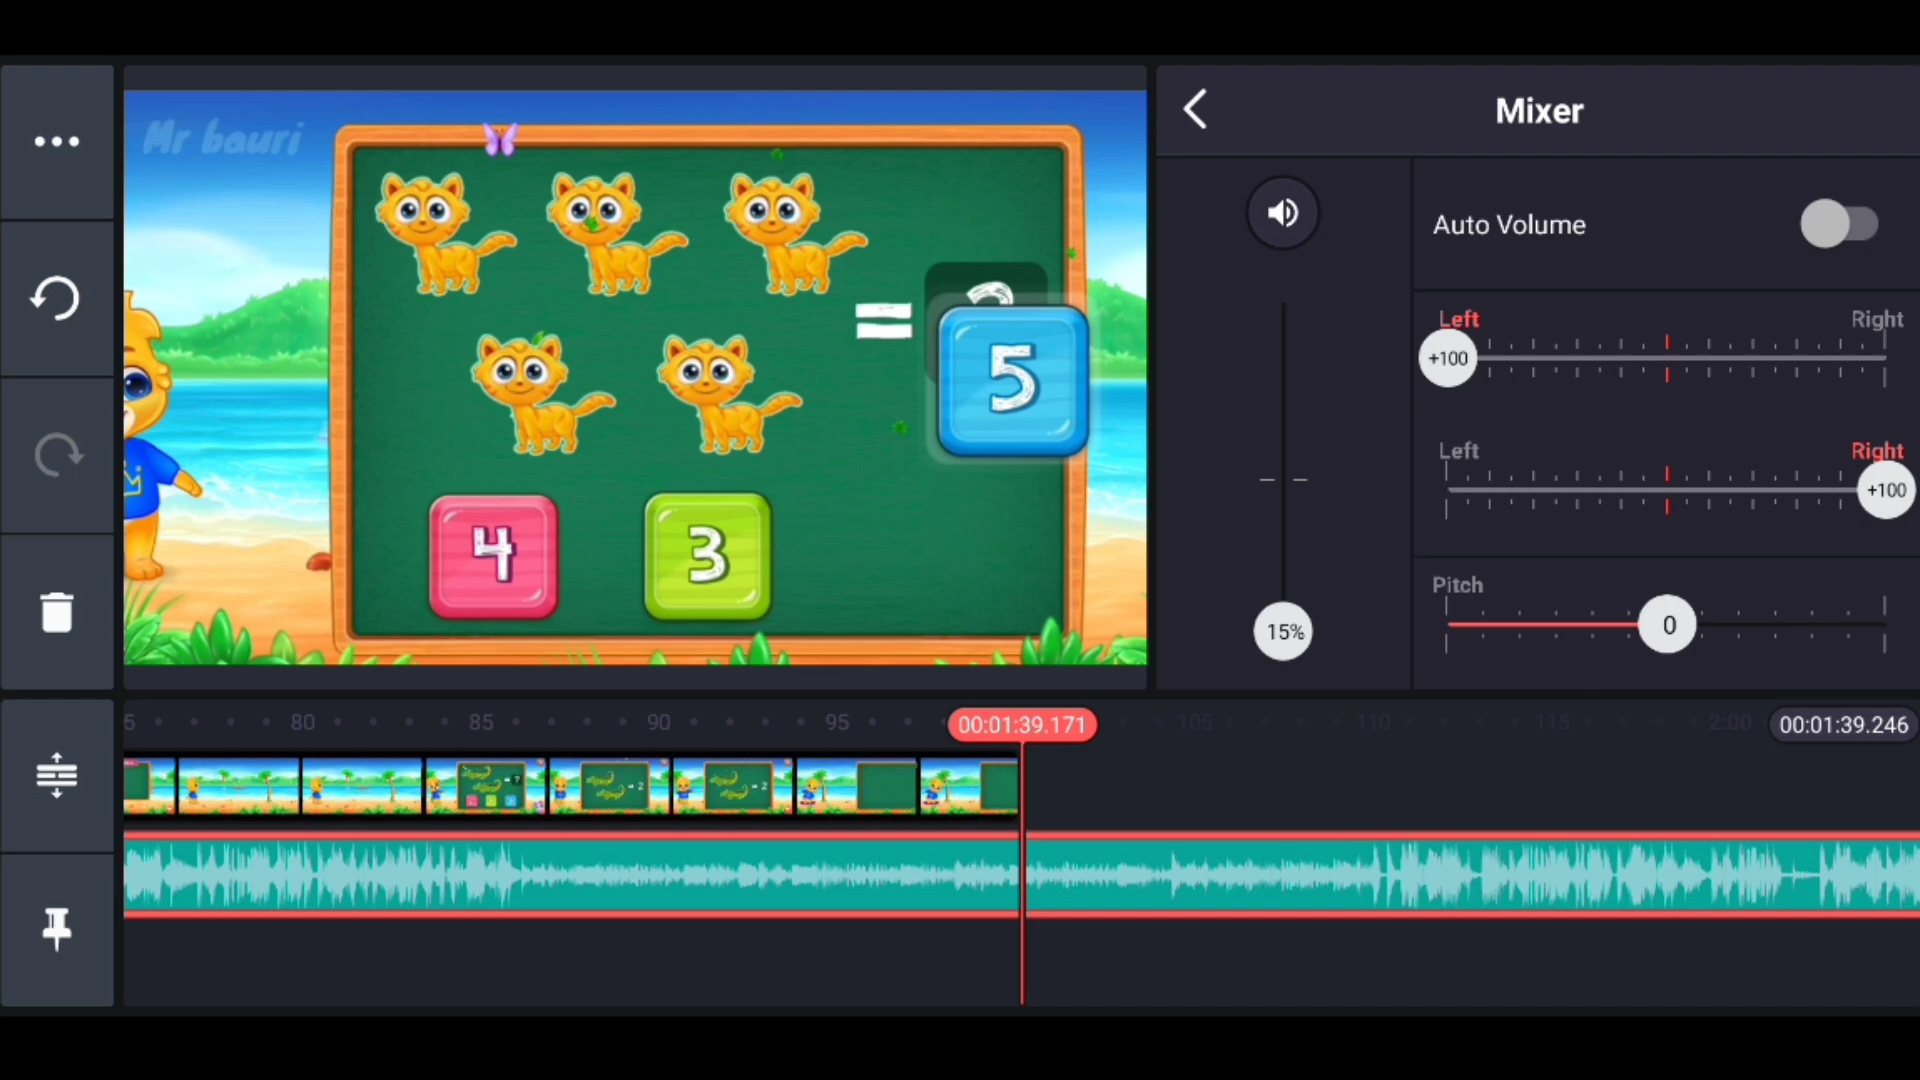 Mixer
Mr bauri
Auto Volume
Left Right
+100
=
?
5
Left Right
+100
4 3
Pitch
0
15%
5 80 85 90 95 00:01:39.171 105 110 115 2:00 00:01:39.246